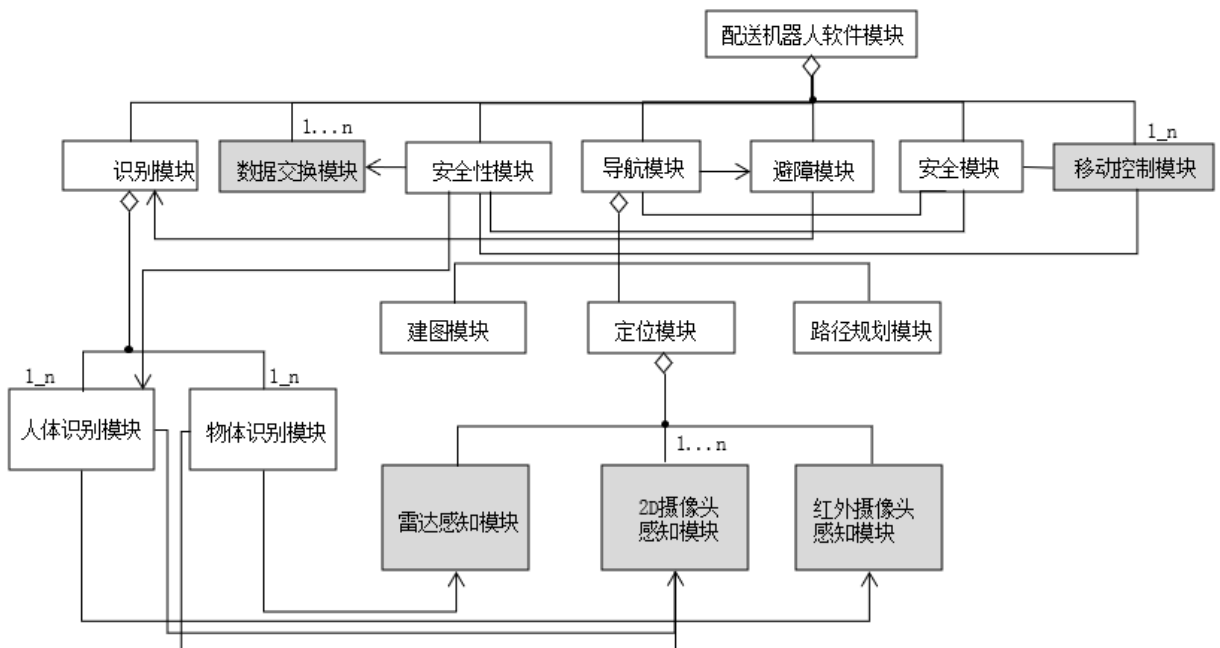 配送机器人软件模块
1...n
1_n
识别模块
数据交换模块
安全性模块
导航模块
避障模块
安全模块
移动控制模块
建图模块
定位模块
路径规划模块
1_n
1_n
人体识别模块
物体识别模块
1...n
雷达感知模块
2D摄像头
感知模块
红外摄像头
感知模块